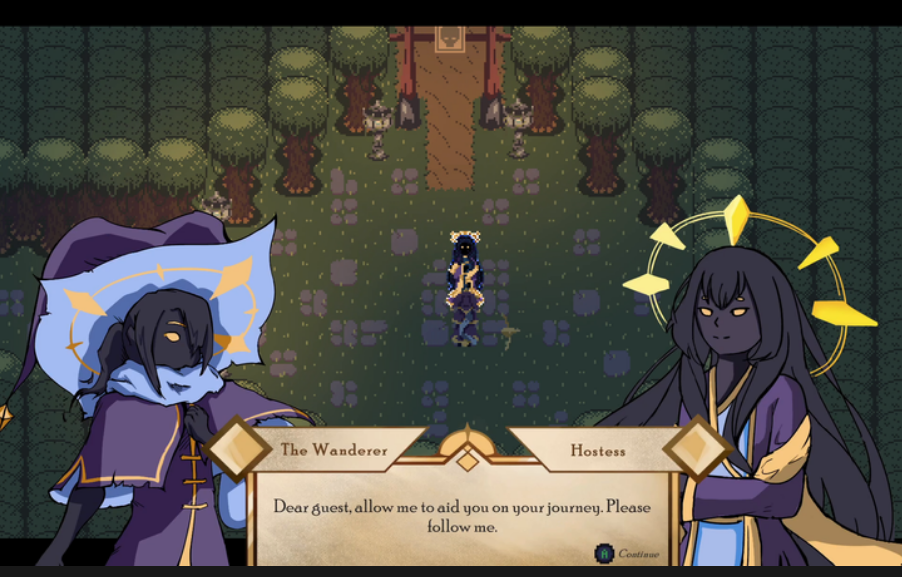 The Wanderer
Hostess
Dear guest, allow me to aid you on your journey. Please
follow me.
A Continue